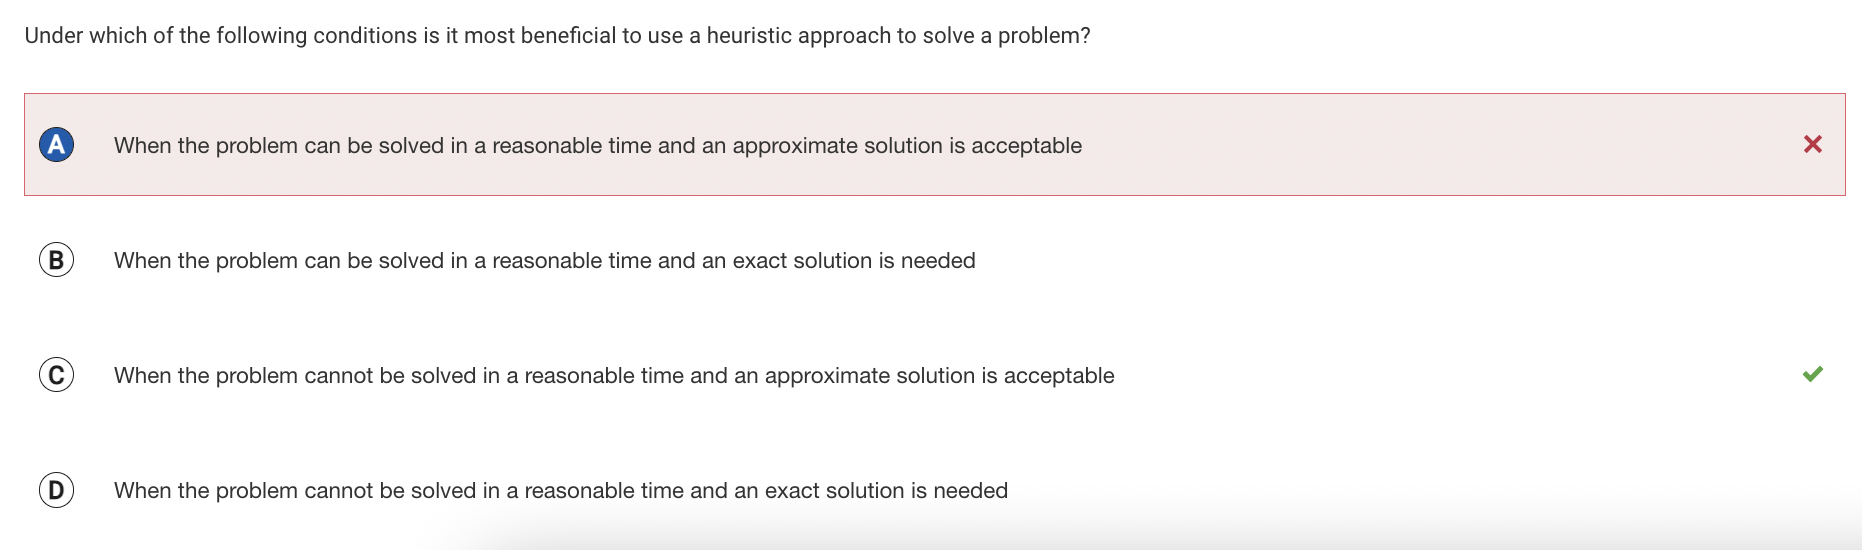 Under which of the following conditions is it most beneficial to use a heuristic approach to solve a problem?
A When the problem can be solved in a reasonable time and an approximate solution is acceptable
B When the problem can be solved in a reasonable time and an exact solution is needed
C When the problem cannot be solved in a reasonable time and an approximate solution is acceptable
D When the problem cannot be solved in a reasonable time and an exact solution is needed